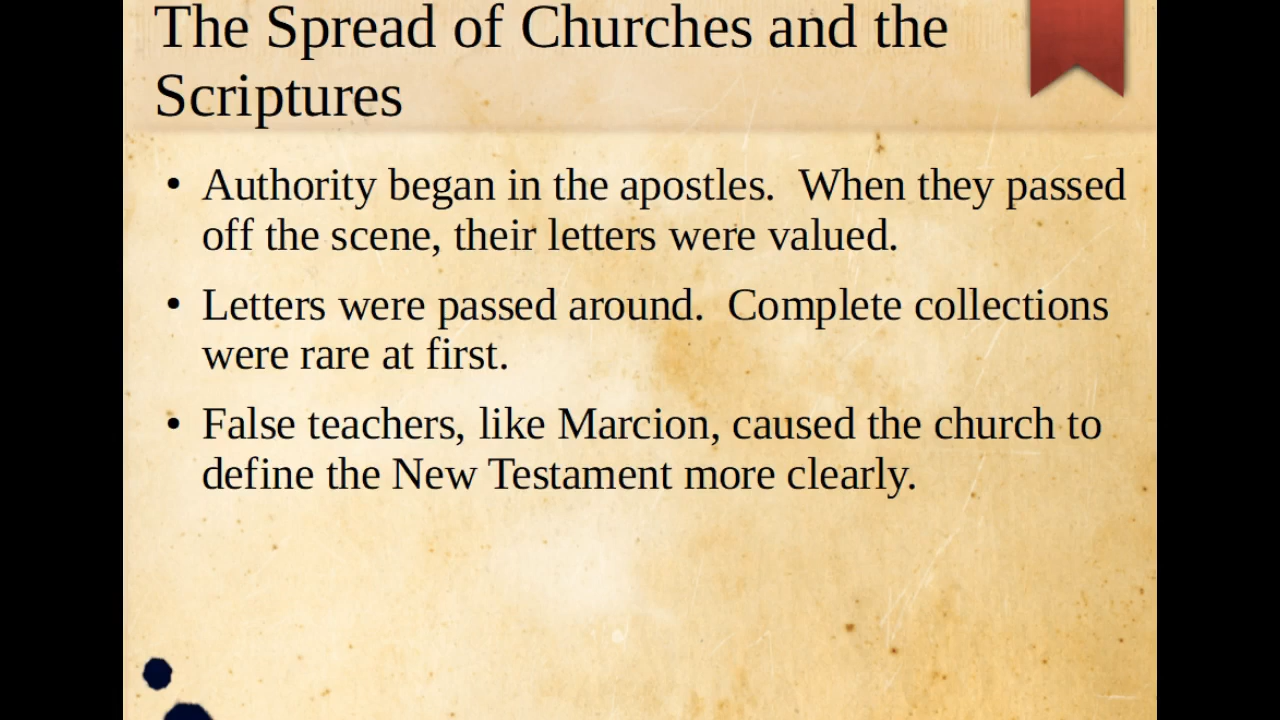 The Spread of Churches and the
Scriptures
• Authority began in the apostles.  When they passed
off the scene, their letters were valued.
• Letters were passed around.  Complete collections
were rare at first.
• False teachers, like Marcion, caused the church to
define the New Testament more clearly.